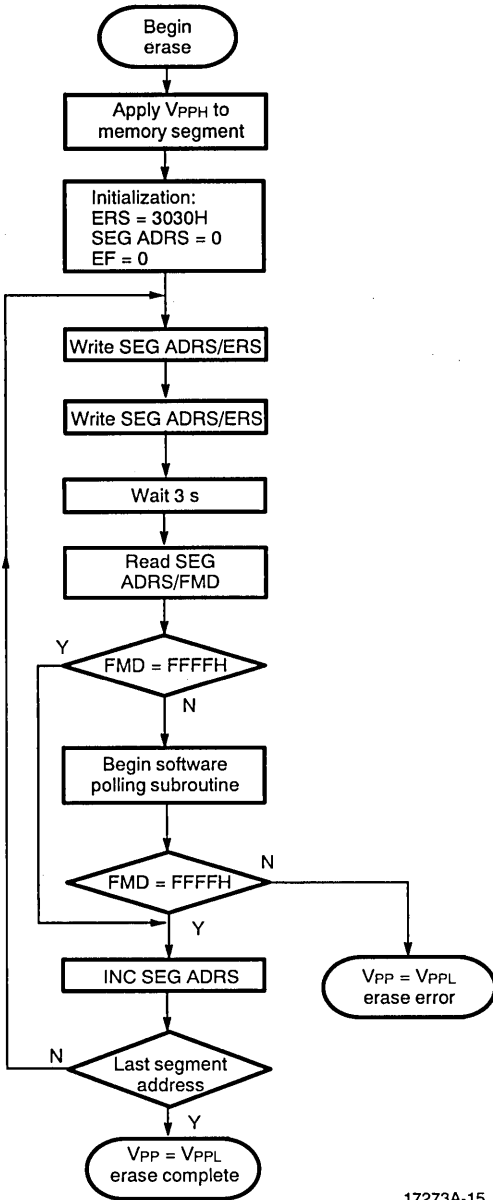 Begin
erase
Apply VPPH to
memory segment
Initialization:
ERS = 3030H
SEG ADRS = 0
EF = 0
Write SEG ADRS/ERS
Write SEG ADRS/ERS
Wait 3 s
Read SEG
ADRS/FMD
Y
FMD = FFFFH
N
Begin software
polling subroutine
N
FMD = FFFFH
Y
INC SEG ADRS
VPP = VPPL
erase error
N
Last segment
address
Y
VPP = VPPL
erase complete
17273A-15